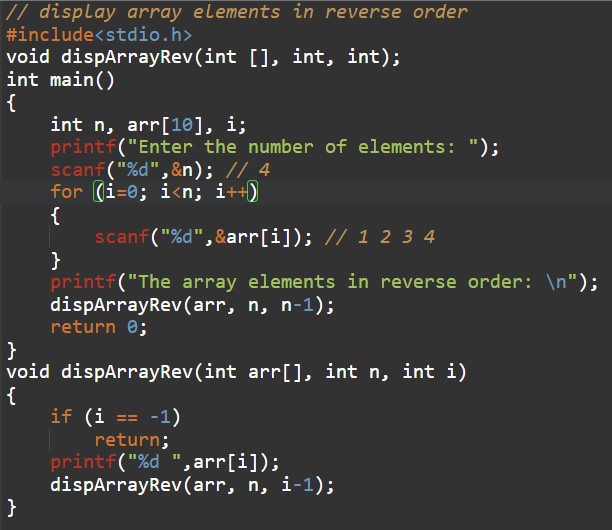 // display array elements in reverse order
#include<stdio.h>
void dispArrayRev(int [], int, int);
int main()
{
    int n, arr[10], i;
    printf("Enter the number of elements: ");
    scanf("%d",&n); // 4
    for (i=0; i<n; i++)
    {
        scanf("%d",&arr[i]); // 1 2 3 4
    }
    printf("The array elements in reverse order: \n");
    dispArrayRev(arr, n, n-1);
    return 0;
}
void dispArrayRev(int arr[], int n, int i)
{
    if (i == -1)
        return;
    printf("%d ",arr[i]);
    dispArrayRev(arr, n, i-1);
}